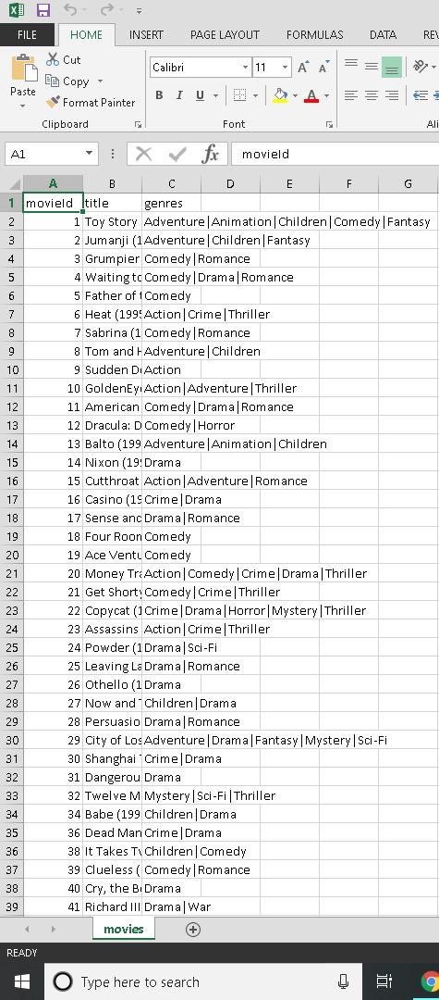 FILE HOME INSERT PAGE LAYOUT FORMULAS DATA REV
Cut
Copy
Format Painter
Paste
Calibri 11 A A
B I U A
Clipboard Font Ali
A1 fx movieId
A B C D E F G
1 movieId title genres
2 1 Toy Story Adventure|Animation|Children|Comedy|Fantasy
3 2 Jumanji (1 Adventure|Children|Fantasy
4 3 Grumpier Comedy|Romance
5 4 Waiting to Comedy|Drama|Romance
6 5 Father of t Comedy
7 6 Heat (1995 Action|Crime|Thriller
8 7 Sabrina (1 Comedy|Romance
9 8 Tom and H Adventure|Children
10 9 Sudden De Action
11 10 GoldenEye Action|Adventure|Thriller
12 11 American Comedy|Drama|Romance
13 12 Dracula: D Comedy|Horror
14 13 Balto (199 Adventure|Animation|Children
15 14 Nixon (199 Drama
16 15 Cutthroat Action|Adventure|Romance
17 16 Casino (19 Crime|Drama
18 17 Sense and Drama|Romance
19 18 Four Room Comedy
20 19 Ace Ventu Comedy
21 20 Money Tra Action|Comedy|Crime|Drama|Thriller
22 21 Get Shorty Comedy|Crime|Thriller
23 22 Copycat (1 Crime|Drama|Horror|Mystery|Thriller
24 23 Assassins Action|Crime|Thriller
25 24 Powder (1 Drama|Sci-Fi
26 25 Leaving La Drama|Romance
27 26 Othello (1 Drama
28 27 Now and T Children|Drama
29 28 Persuasio Drama|Romance
30 29 City of Los Adventure|Drama|Fantasy|Mystery|Sci-Fi
31 30 Shanghai T Crime|Drama
32 31 Dangerou Drama
33 32 Twelve M Mystery|Sci-Fi|Thriller
34 34 Babe (199 Children|Drama
35 36 Dead Man Crime|Drama
36 38 It Takes Tw Children|Comedy
37 39 Clueless ( Comedy|Romance
38 40 Cry, the Be Drama
39 41 Richard III Drama|War
movies
READY
Type here to search